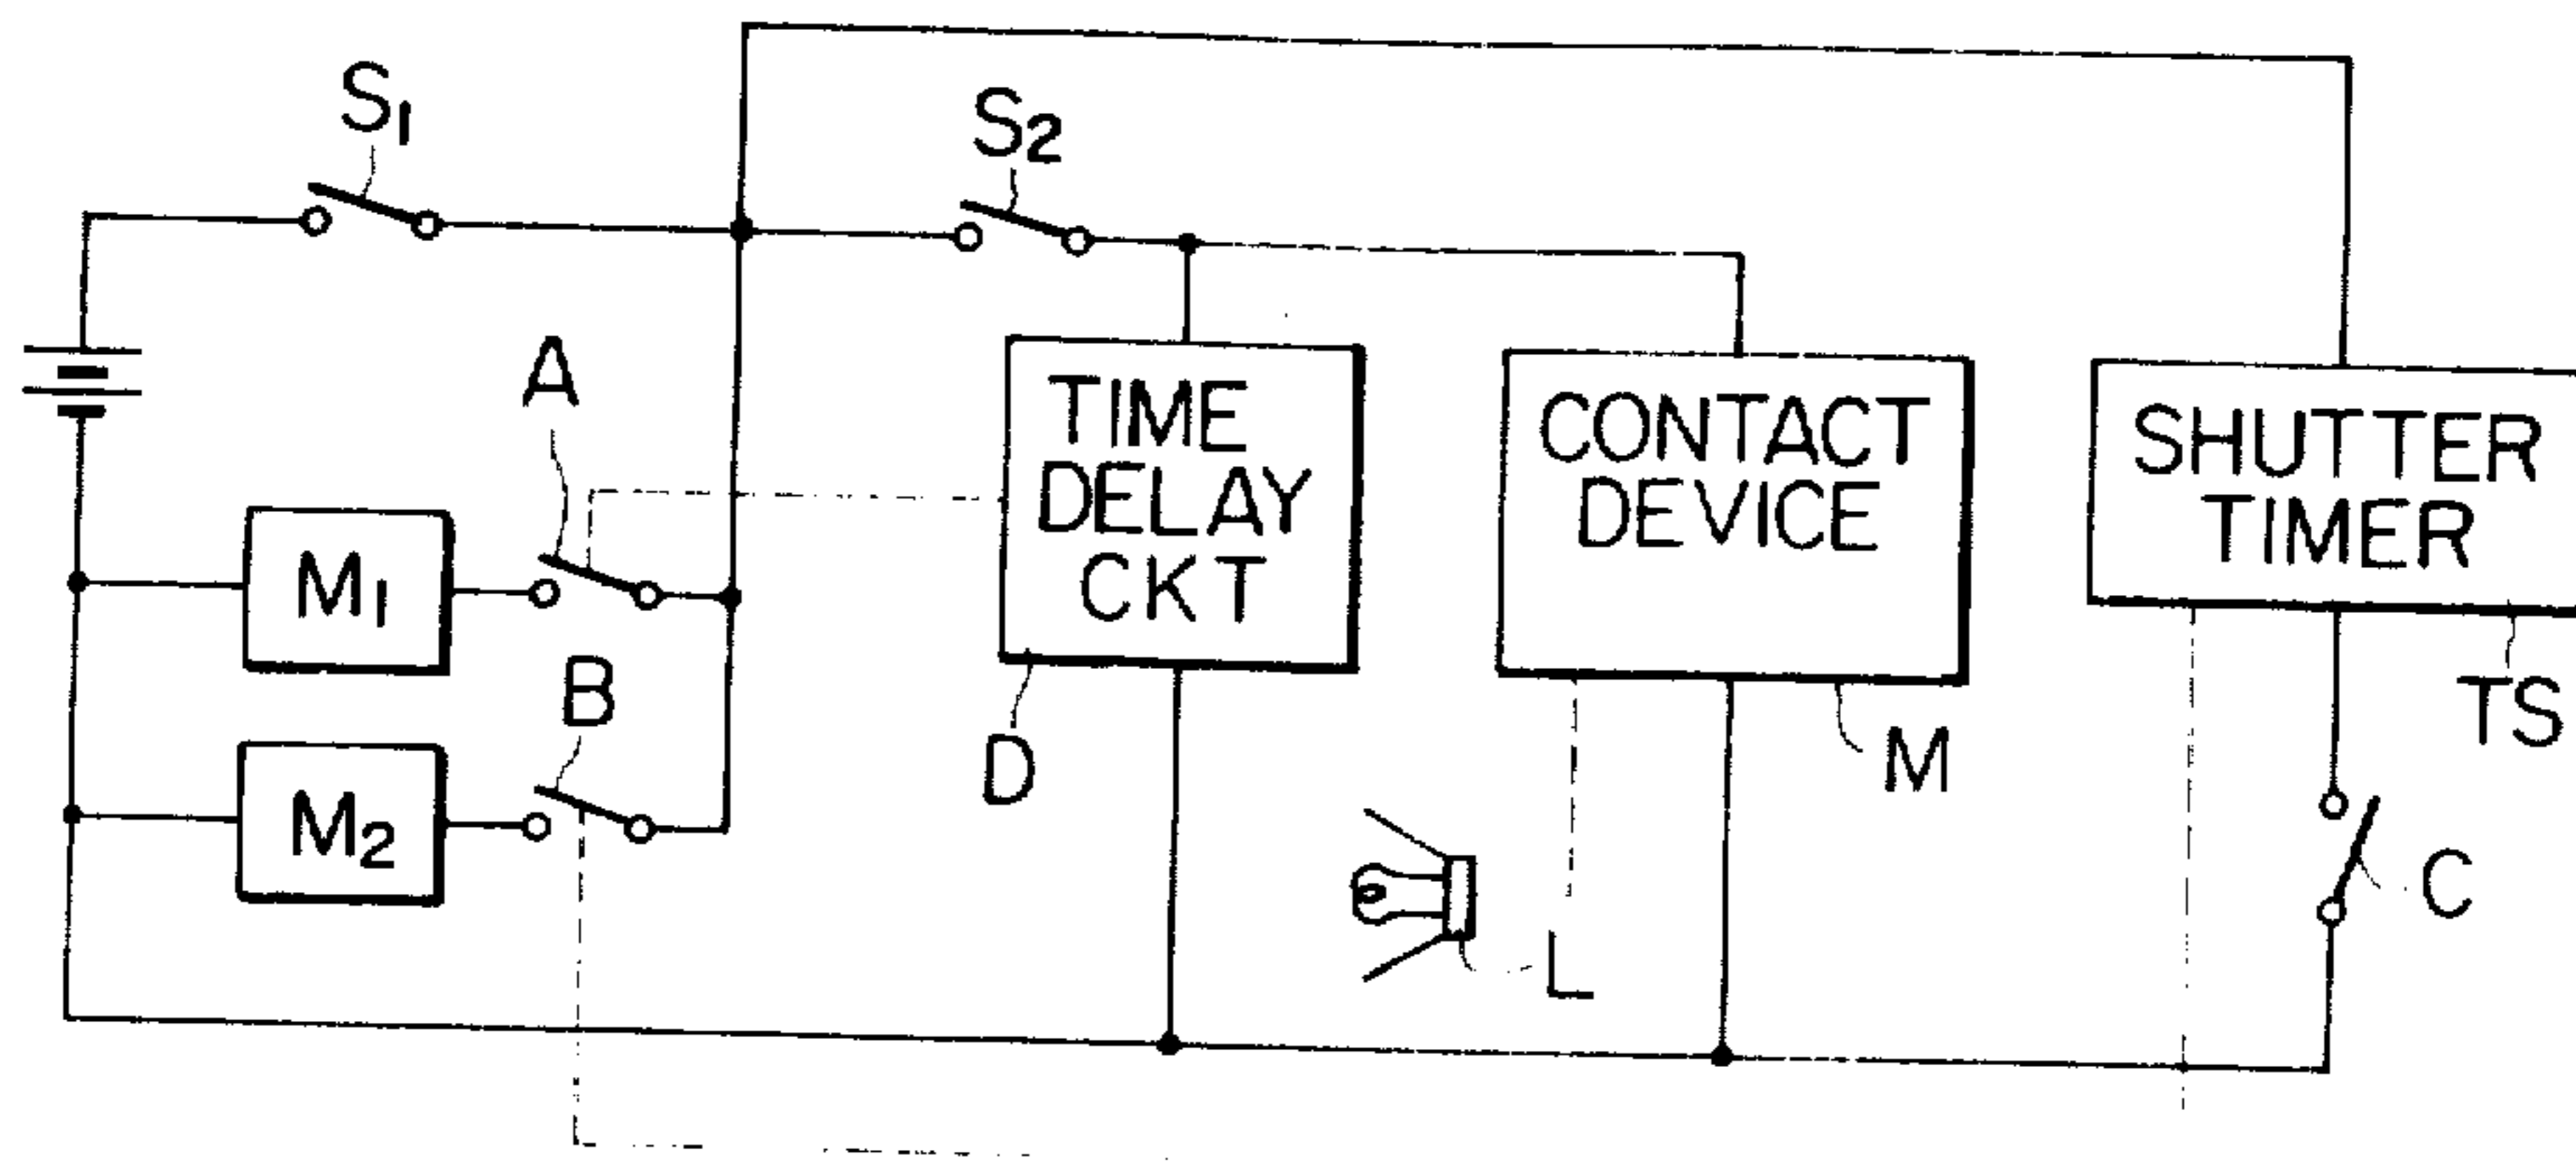 S1
S2
A
TIME
DELAY
CKT
CONTACT
DEVICE
SHUTTER
TIMER
M1
B
D
M
TS
M2
C
L